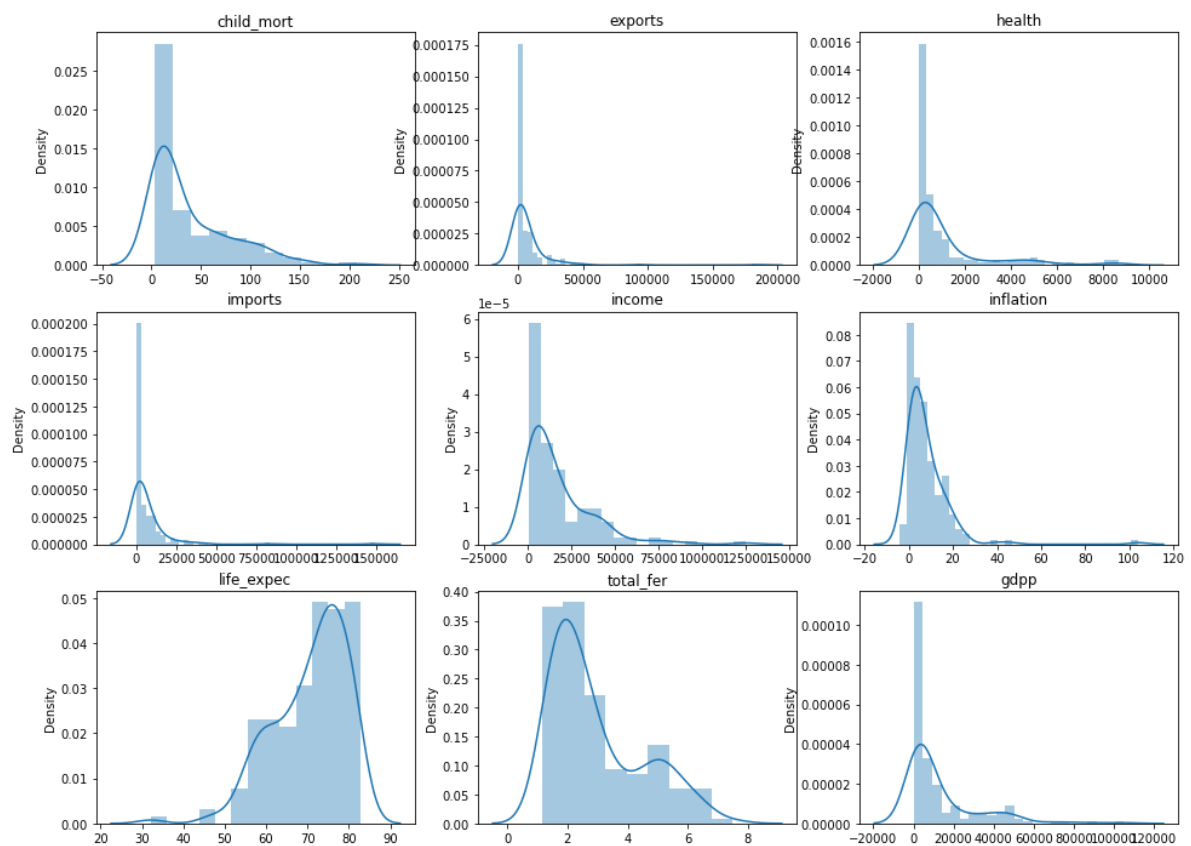 child_mort
0.025
0.020
0.015
0.010
0.005
0.000
Density
−50 0 50 100 150 200 250
exports
0.000175
0.000150
0.000125
0.000100
0.000075
0.000050
0.000025
0.000000
Density
0 50000 100000 150000 200000
health
0.0016
0.0014
0.0012
0.0010
0.0008
0.0006
0.0004
0.0002
0.0000
Density
−2000 0 2000 4000 6000 8000 10000
imports
0.000200
0.000175
0.000150
0.000125
0.000100
0.000075
0.000050
0.000025
0.000000
Density
0 25000 50000 75000 100000 125000 150000
income
1e−5
6
5
4
3
2
1
0
Density
−25000 0 25000 50000 75000 100000 125000 150000
inflation
0.08
0.07
0.06
0.05
0.04
0.03
0.02
0.01
0.00
Density
−20 0 20 40 60 80 100 120
life_expec
0.05
0.04
0.03
0.02
0.01
0.00
Density
20 30 40 50 60 70 80 90
total_fer
0.40
0.35
0.30
0.25
0.20
0.15
0.10
0.05
0.00
Density
0 2 4 6 8
gdpp
0.00010
0.00008
0.00006
0.00004
0.00002
0.00000
Density
−20000 0 20000 40000 60000 80000 100000 120000